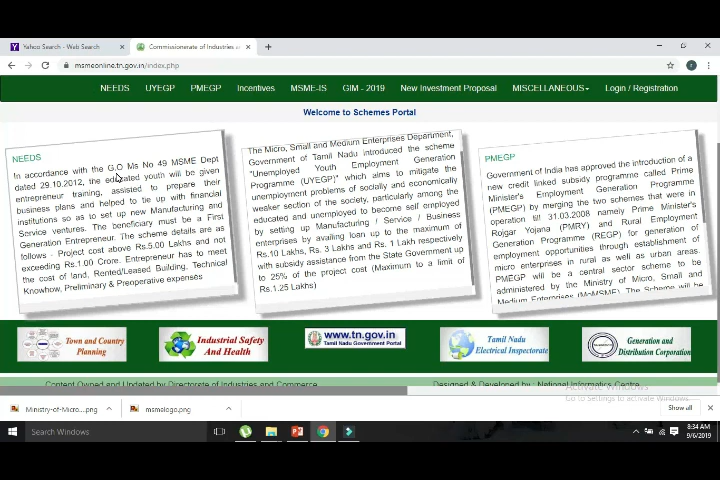 Yahoo Search - Web Search
Commissionerate of Industries an
msmeonline.tn.gov.in/index.php
NEEDS UYEGP PMEGP Incentives MSME-IS GIM - 2019 New Investment Proposal MISCELLANEOUS Login / Registration
Welcome to Schemes Portal
NEEDS
In accordance with the G.O Ms No 49 MSME Dept
dated 29.10.2012, the educated youth will be given
entrepreneur training, assisted to prepare their
business plans and helped to tie up with financial
institutions so as to set up new Manufacturing and
Service ventures. The beneficiary must be a First
Generation Entrepreneur. The scheme details are as
follows - Project cost above Rs.5.00 Lakhs and not
exceeding Rs.1.00 Crore. Entrepreneur has to meet
the cost of land, Rented/Leased Building, Technical
Knowhow, Preliminary & Preoperative expenses
The Micro, Small and Medium Enterprises Department,
Government of Tamil Nadu introduced the scheme
"Unemployed Youth Employment Generation
Programme (UYEGP)" which aims to mitigate the
unemployment problems of socially and economically
weaker section of the society, particularly among the
educated and unemployed to become self employed
by setting up Manufacturing / Service / Business
enterprises by availing loan up to the maximum of
Rs.10 Lakhs, Rs. 3 Lakhs and Rs. 1 Lakh respectively
with subsidy assistance from the State Government up
to 25% of the project cost (Maximum to a limit of
Rs.1.25 Lakhs)
PMEGP
Government of India has approved the introduction of a
new credit linked subsidy programme called Prime
Minister's Employment Generation Programme
(PMEGP) by merging the two schemes that were in
operation till 31.03.2008 namely Prime Minister's
Rojgar Yojana (PMRY) and Rural Employment
Generation Programme (REGP) for generation of
employment opportunities through establishment of
micro enterprises in rural as well as urban areas.
PMEGP will be a central sector scheme to be
administered by the Ministry of Micro, Small and
Medium Enterprises (MoMSME). The Scheme will be
Town and Country
Planning
Industrial Safety
And Health
www.tn.gov.in
Tamil Nadu Government Portal
Tamil Nadu
Electrical Inspectorate
Generation and
Distribution Corporation
Content Owned and Updated by Directorate of Industries and Commerce
Designed & Developed by : National Informatics Centre
Activate Windows
Go to Settings to activate Windows.
Ministry-of-Micro....png
msmelogo.png
Show all
Search Windows
8:34 AM
9/6/2019